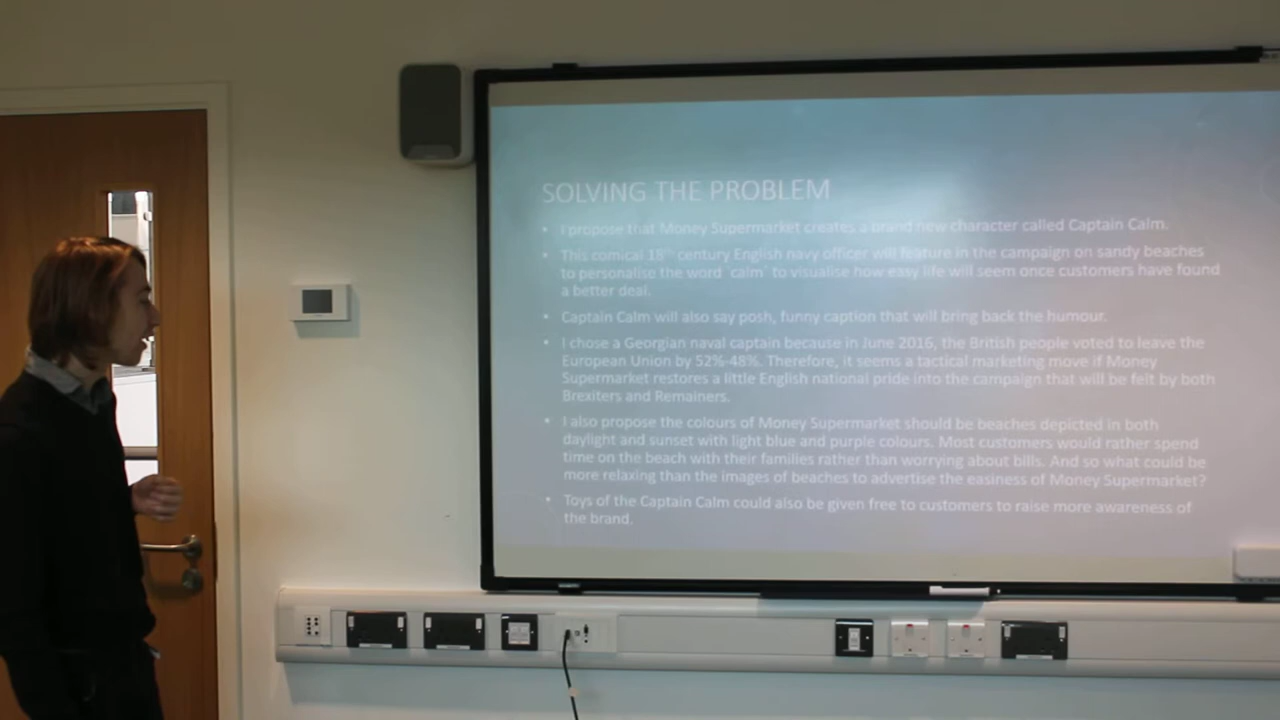 SOLVING THE PROBLEM
• I propose that Money Supermarket creates a brand new character called Captain Calm.
• This comical 18th century English navy officer will feature in the campaign on sandy beaches
to personalise the word 'calm' to visualise how easy life will seem once customers have found
a better deal.
• Captain Calm will also say posh, funny caption that will bring back the humour.
• I chose a Georgian naval captain because in June 2016, the British people voted to leave the
European Union by 52%-48%. Therefore, it seems a tactical marketing move if Money
Supermarket restores a little English national pride into the campaign that will be felt by both
Brexiters and Remainers.
• I also propose the colours of Money Supermarket should be beaches depicted in both
daylight and sunset with light blue and purple colours. Most customers would rather spend
time on the beach with their families rather than worrying about bills. And so what could be
more relaxing than the images of beaches to advertise the easiness of Money Supermarket?
• Toys of the Captain Calm could also be given free to customers to raise more awareness of
the brand.